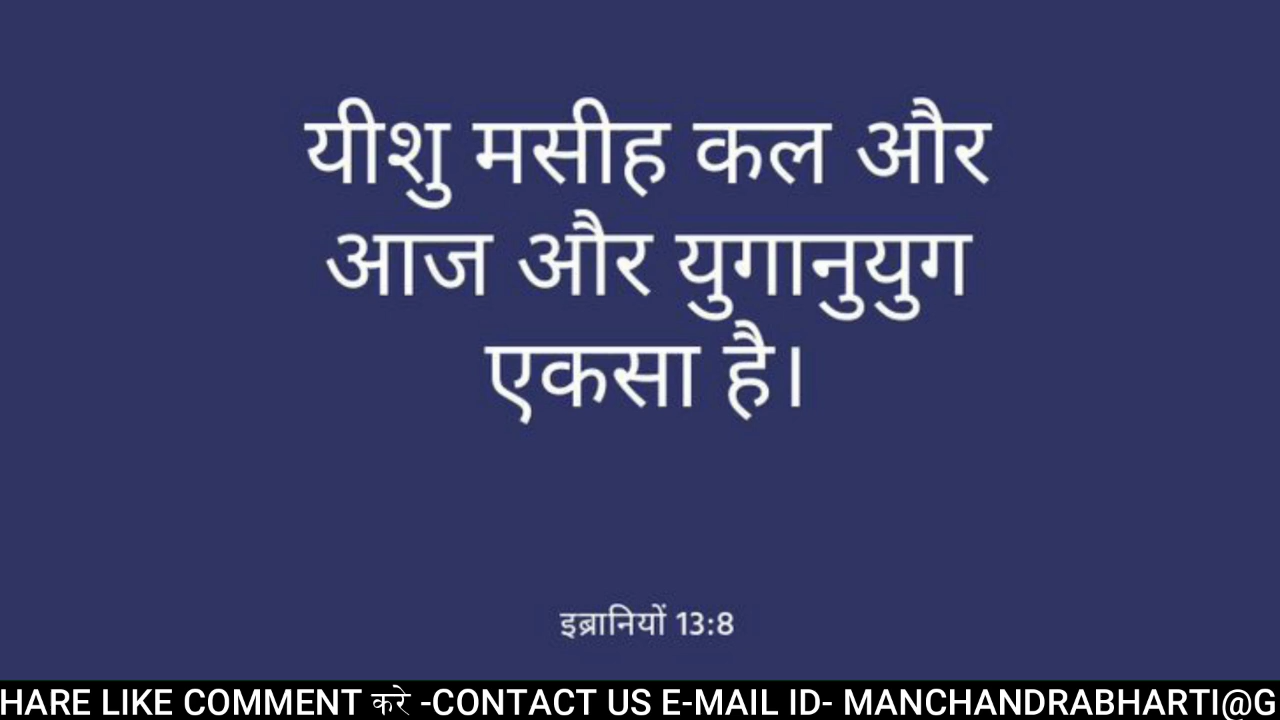 यीशु मसीह कल और
आज और युगानुयुग
एकसा है।
इब्रानियों 13:8
HARE LIKE COMMENT करे -CONTACT US E-MAIL ID- MANCHANDRABHARTI@G